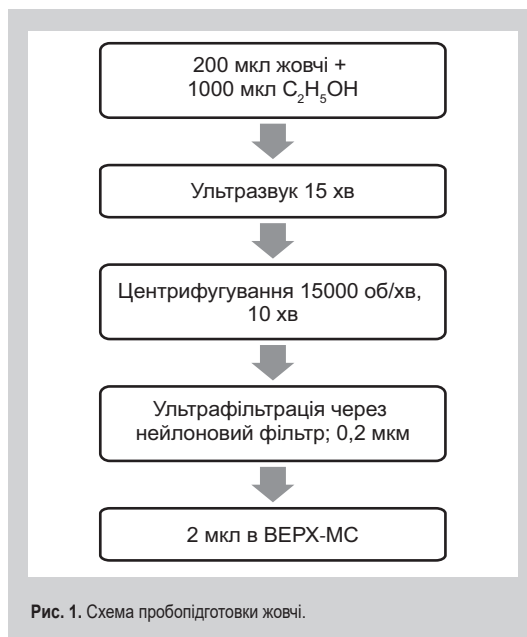 200 мкл жовчі +
1000 мкл C₂H₅OH
Ультразвук 15 хв
Центрифугування 15000 об/хв,
10 хв
Ультрафільтрація через
нейлоновий фільтр; 0,2 мкм
2 мкл в ВЕРХ-МС
Рис. 1. Схема пробопідготовки жовчі.